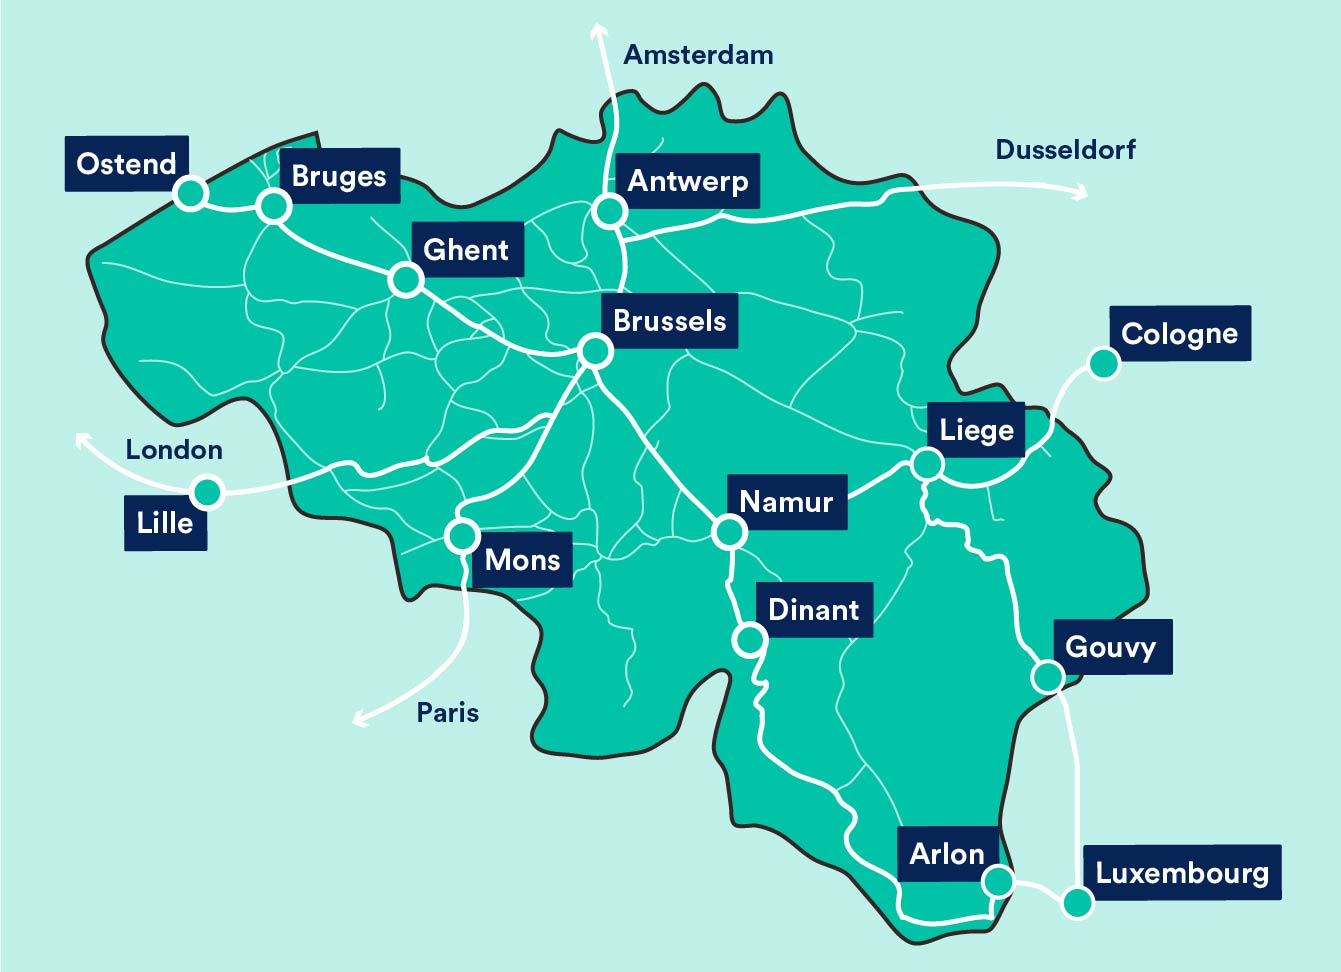 Amsterdam
Dusseldorf
Ostend
Bruges
Antwerp
Ghent
Brussels
Cologne
Liege
London
Lille
Namur
Mons
Dinant
Gouvy
Paris
Arlon
Luxembourg